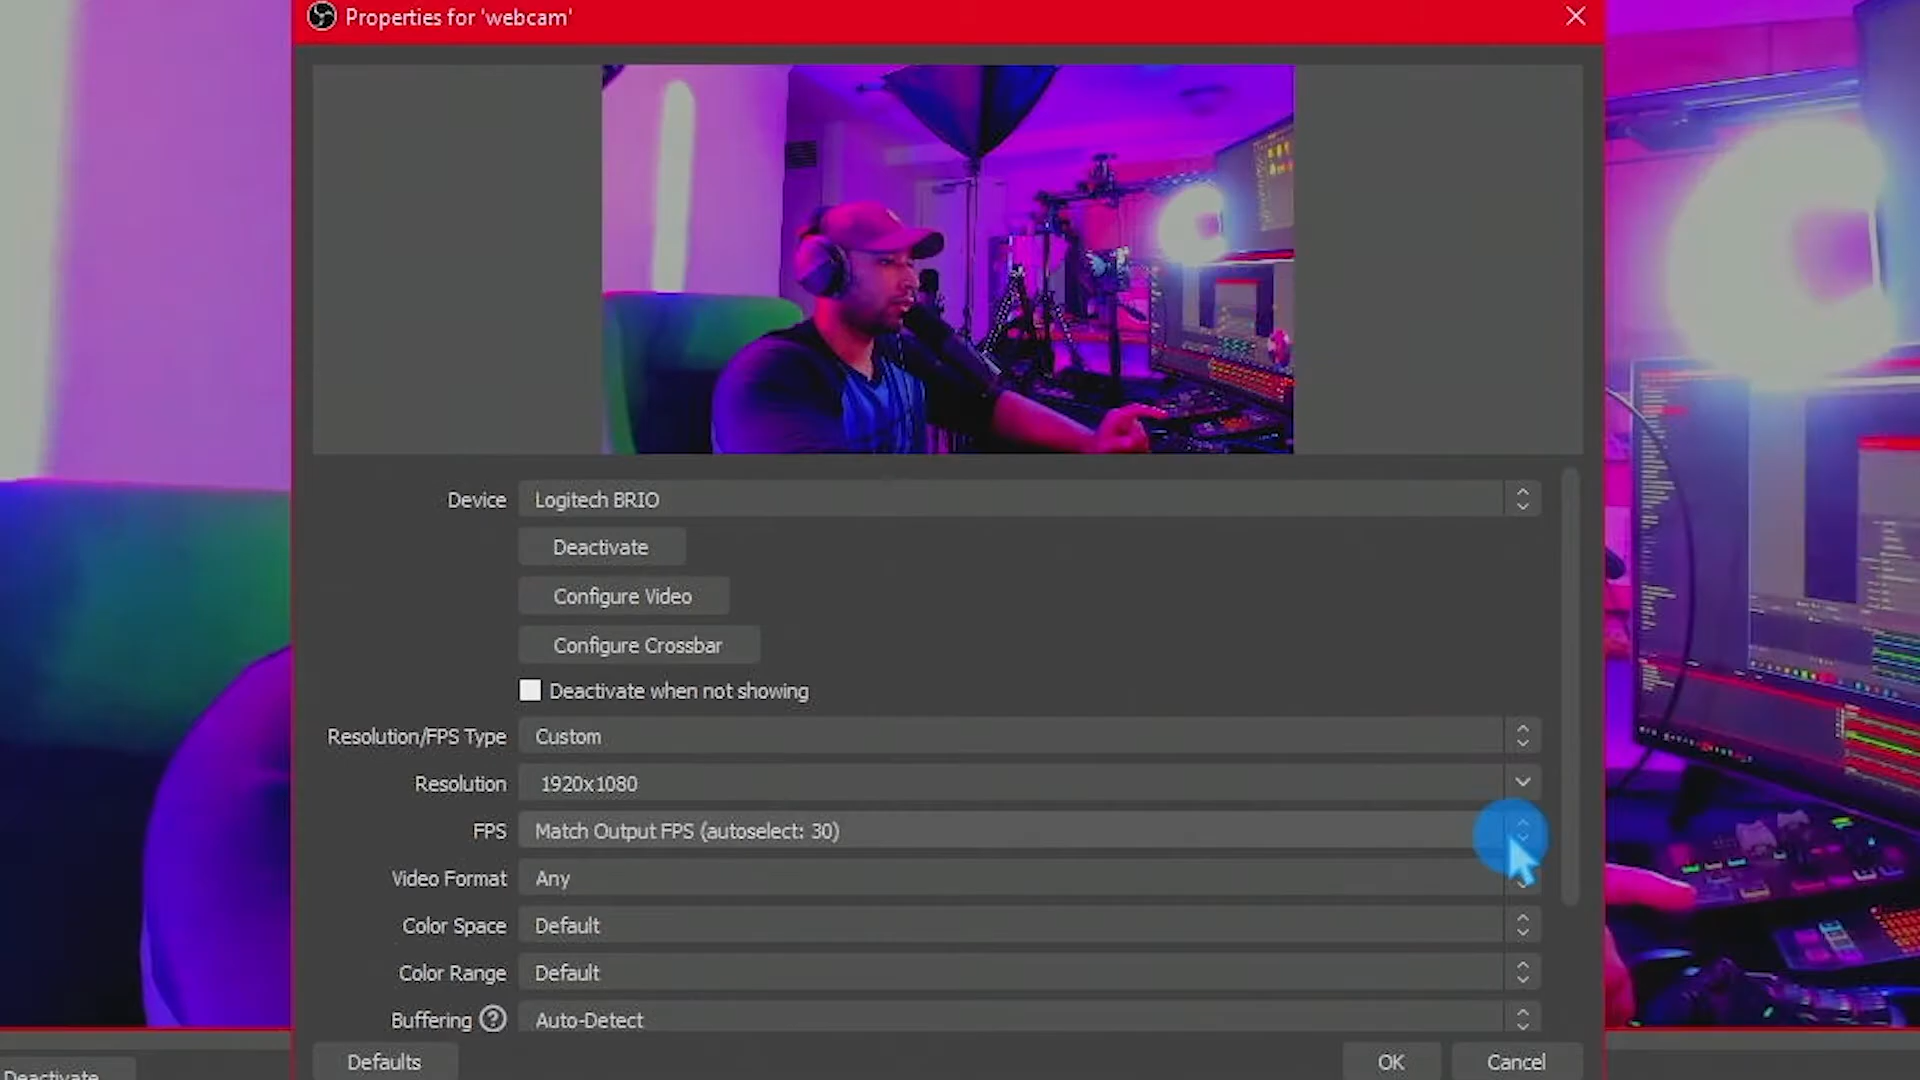 Properties for 'webcam'
Device Logitech BRIO
Deactivate
Configure Video
Configure Crossbar
Deactivate when not showing
Resolution/FPS Type Custom
Resolution 1920x1080
FPS Match Output FPS (autoselect: 30)
Video Format Any
Color Space Default
Color Range Default
Buffering ? Auto-Detect
Defaults OK Cancel
Deactivate